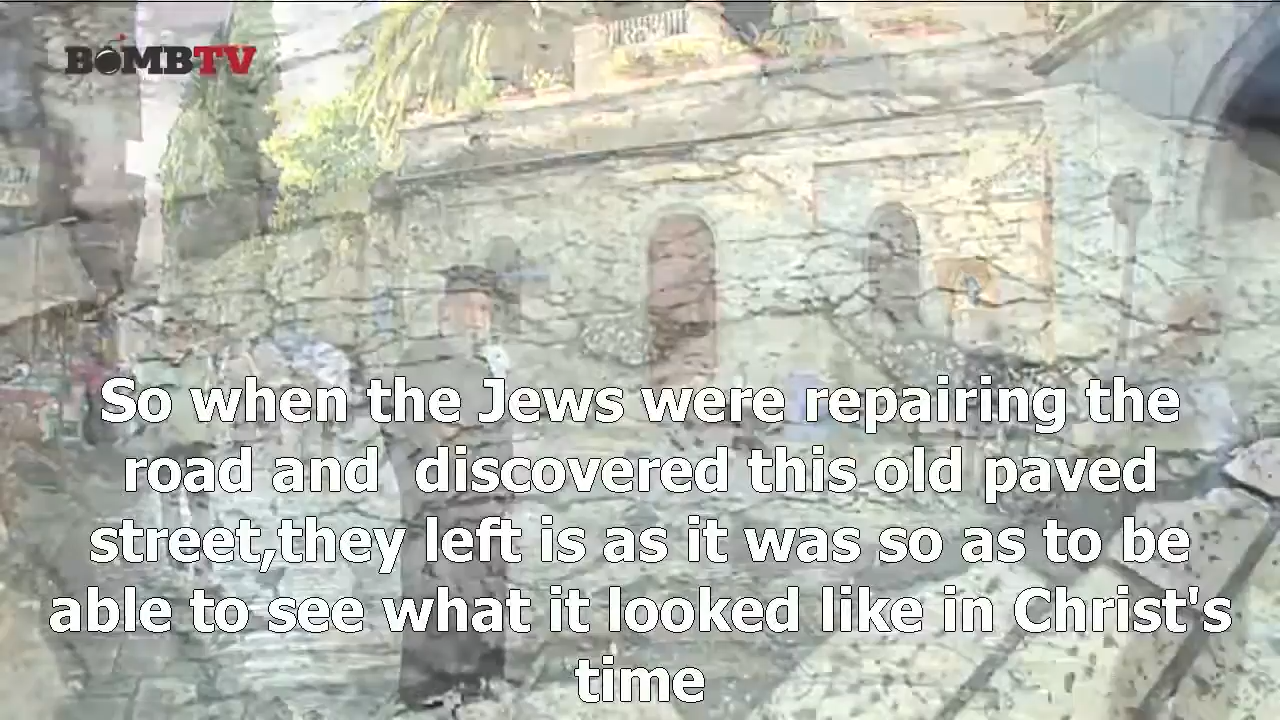 BOMBTV
So when the Jews were repairing the
road and  discovered this old paved
street,they left is as it was so as to be
able to see what it looked like in Christ's
time